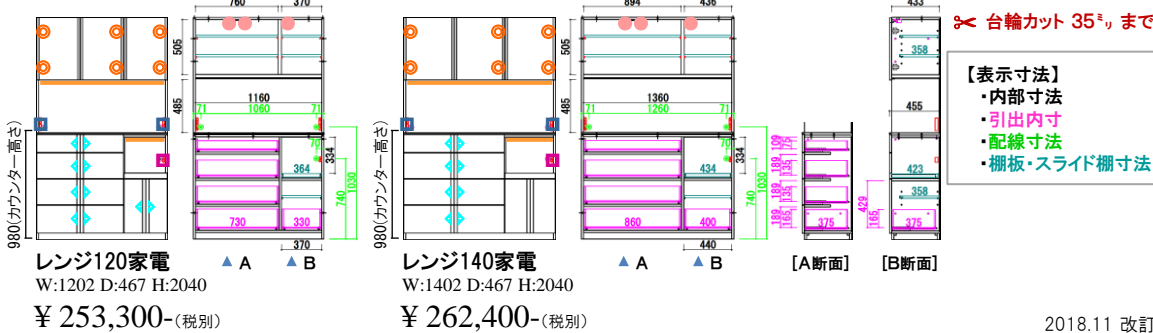 760 370
894 436
433
✂ 台輪カット 35ミリ まで
505
505
358
【表示寸法】
・内部寸法
・引出内寸
・配線寸法
・棚板・スライド棚寸法
485
485
1160
71 1060 71
1360
71 1260 71
455
980(カウンター高さ)
980(カウンター高さ)
70
334
364
740
1030
70
334
434
740
1030
109
75
189
135
189
135
189
165
423
358
429
165
730 330
860 400
375
375
370
440
レンジ120家電
▲ A ▲ B
W:1202 D:467 H:2040
¥ 253,300-(税別)
レンジ140家電
▲ A ▲ B
W:1402 D:467 H:2040
¥ 262,400-(税別)
[A断面] [B断面]
2018.11 改訂